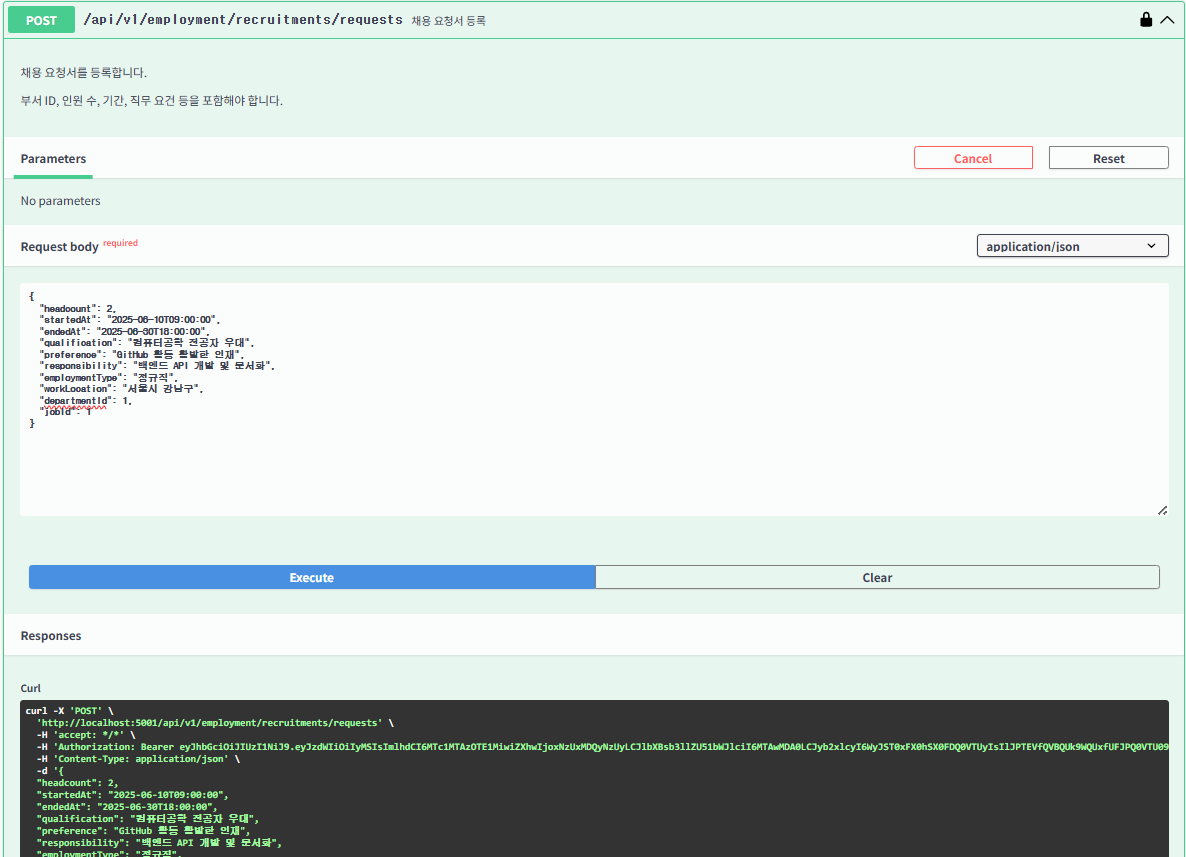 POST /api/v1/employment/recruitments/requests 채용 요청서 등록
채용 요청서를 등록합니다.
부서 ID, 인원 수, 기간, 직무 요건 등을 포함해야 합니다.
Parameters
Cancel Reset
No parameters
Request body required
application/json
{
"headcount": 2,
"startedAt": "2025-06-10T09:00:00",
"endedAt": "2025-06-30T18:00:00",
"qualification": "컴퓨터공학 전공자 우대",
"preference": "GitHub 활동 활발한 인재",
"responsibility": "백엔드 API 개발 및 문서화",
"employmentType": "정규직",
"workLocation": "서울시 강남구",
"departmentId": 1,
"jobId": 1
}
Execute Clear
Responses
Curl
curl -X 'POST' \
'http://localhost:5001/api/v1/employment/recruitments/requests' \
-H 'accept: */*' \
-H 'Authorization: Bearer
-H 'Content-Type: application/json' \
-d '{
"headcount": 2,
"startedAt": "2025-06-10T09:00:00",
"endedAt": "2025-06-30T18:00:00",
"qualification": "컴퓨터공학 전공자 우대",
"preference": "GitHub 활동 활발한 인재",
"responsibility": "백엔드 API 개발 및 문서화",
"employmentType": "정규직",